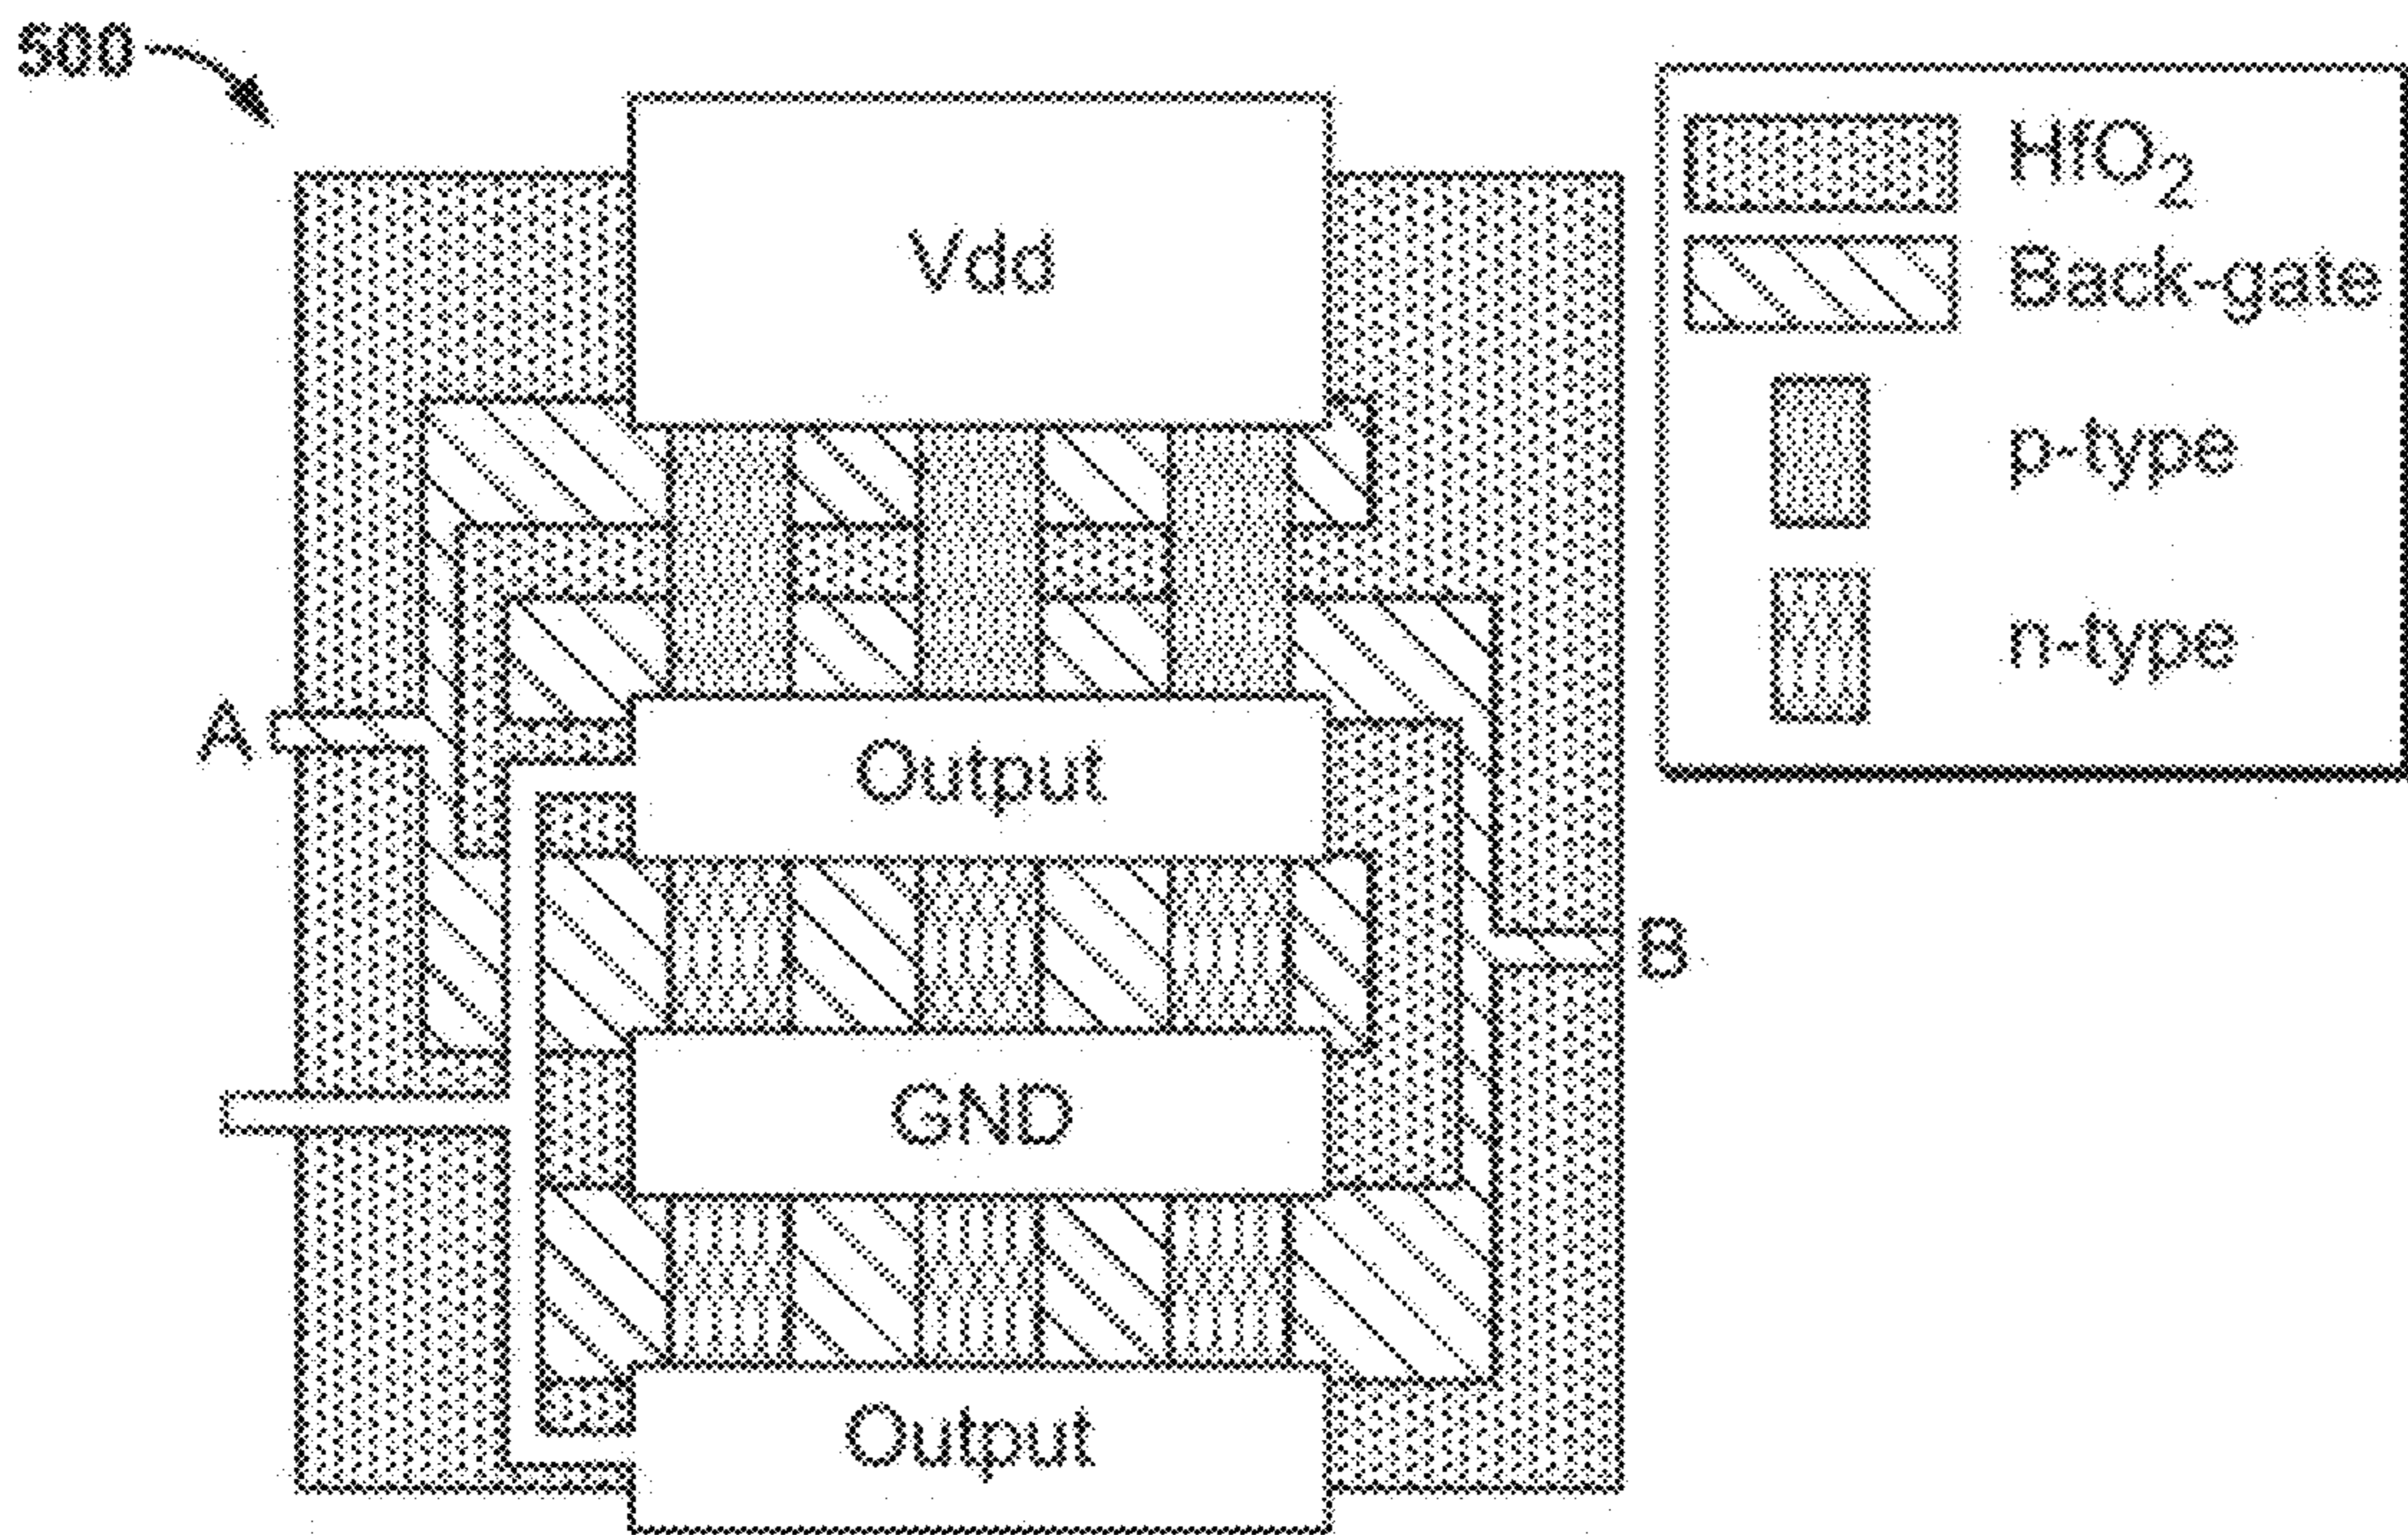 500
Vdd
Output
GND
Output
A
B
HfO₂
Back-gate
p-type
n-type